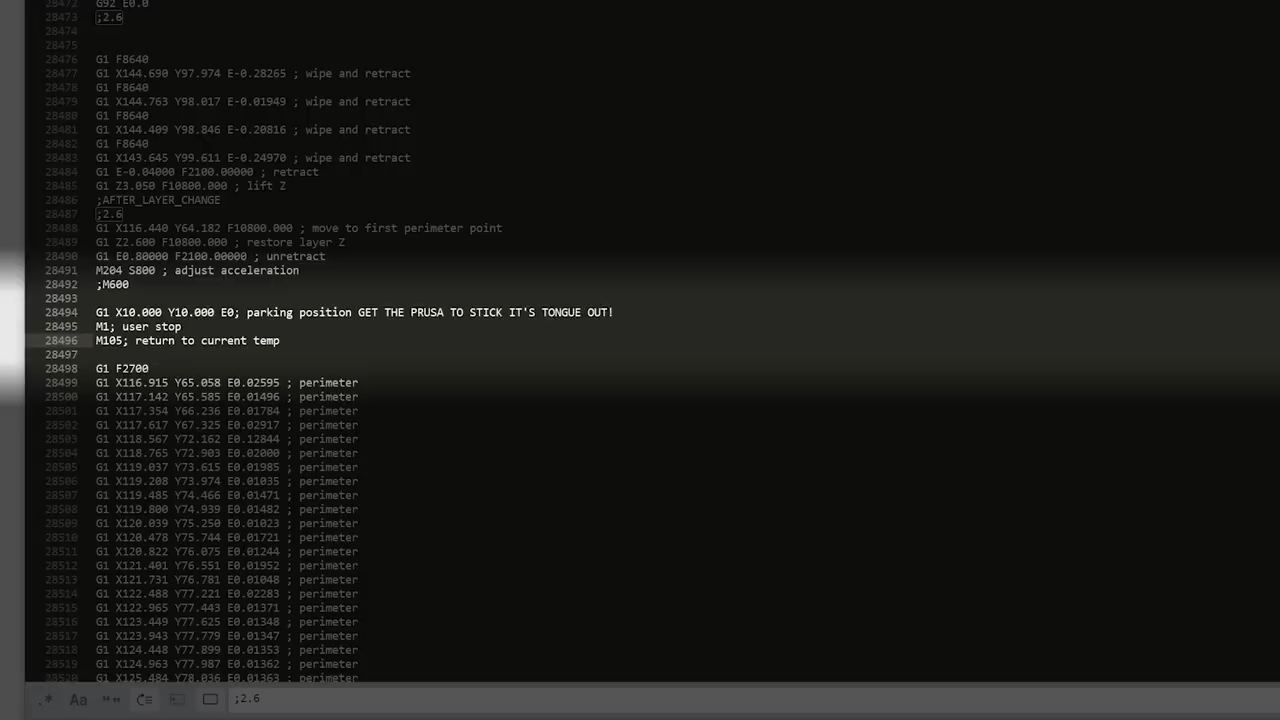 28472 G92 E0.0
28473 ;2.6
28474
28475
28476 G1 F8640
28477 G1 X144.690 Y97.974 E-0.28265 ; wipe and retract
28478 G1 F8640
28479 G1 X144.763 Y98.017 E-0.01949 ; wipe and retract
28480 G1 F8640
28481 G1 X144.409 Y98.846 E-0.20816 ; wipe and retract
28482 G1 F8640
28483 G1 X143.645 Y99.611 E-0.24970 ; wipe and retract
28484 G1 E-0.04000 F2100.00000 ; retract
28485 G1 Z3.050 F10800.000 ; lift Z
28486 ;AFTER_LAYER_CHANGE
28487 ;2.6
28488 G1 X116.440 Y64.182 F10800.000 ; move to first perimeter point
28489 G1 Z2.600 F10800.000 ; restore layer Z
28490 G1 E0.80000 F2100.00000 ; unretract
28491 M204 S800 ; adjust acceleration
28492 ;M600
28493
28494 G1 X10.000 Y10.000 E0; parking position GET THE PRUSA TO STICK IT'S TONGUE OUT!
28495 M1; user stop
28496 M105; return to current temp
28497
28498 G1 F2700
28499 G1 X116.915 Y65.058 E0.02595 ; perimeter
28500 G1 X117.142 Y65.585 E0.01496 ; perimeter
28501 G1 X117.354 Y66.236 E0.01784 ; perimeter
28502 G1 X117.617 Y67.325 E0.02917 ; perimeter
28503 G1 X118.567 Y72.162 E0.12844 ; perimeter
28504 G1 X118.765 Y72.903 E0.02000 ; perimeter
28505 G1 X119.037 Y73.615 E0.01985 ; perimeter
28506 G1 X119.208 Y73.974 E0.01035 ; perimeter
28507 G1 X119.485 Y74.466 E0.01471 ; perimeter
28508 G1 X119.800 Y74.939 E0.01482 ; perimeter
28509 G1 X120.039 Y75.250 E0.01023 ; perimeter
28510 G1 X120.478 Y75.744 E0.01721 ; perimeter
28511 G1 X120.822 Y76.075 E0.01244 ; perimeter
28512 G1 X121.401 Y76.551 E0.01952 ; perimeter
28513 G1 X121.731 Y76.781 E0.01048 ; perimeter
28514 G1 X122.488 Y77.221 E0.02283 ; perimeter
28515 G1 X122.965 Y77.443 E0.01371 ; perimeter
28516 G1 X123.449 Y77.625 E0.01348 ; perimeter
28517 G1 X123.943 Y77.779 E0.01347 ; perimeter
28518 G1 X124.448 Y77.899 E0.01353 ; perimeter
28519 G1 X124.963 Y77.987 E0.01362 ; perimeter
28520 G1 X125.484 Y78.036 E0.01363 ; perimeter
.* Aa “” ;2.6